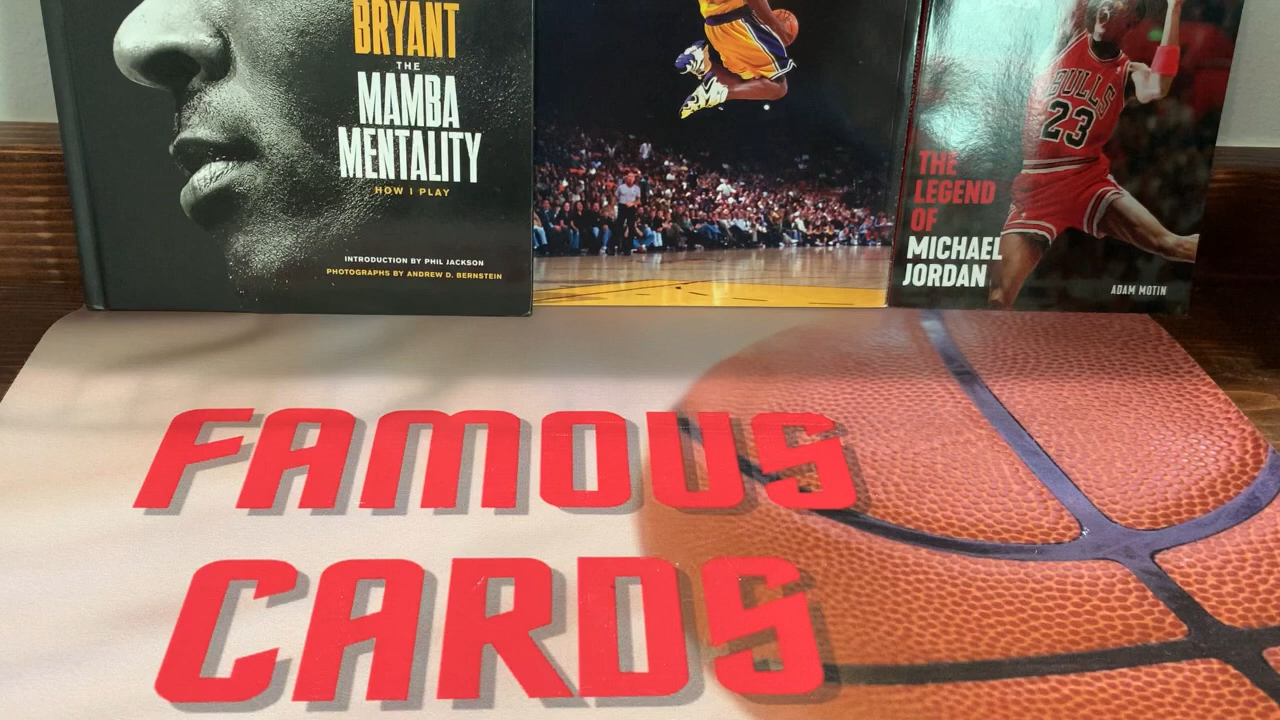 BRYANT
THE
MAMBA
MENTALITY
HOW I PLAY
INTRODUCTION BY PHIL JACKSON
PHOTOGRAPHS BY ANDREW D. BERNSTEIN
BULLS
23
THE
LEGEND
OF
MICHAEL
JORDAN
ADAM MOTIN
FAMOUS
CARDS